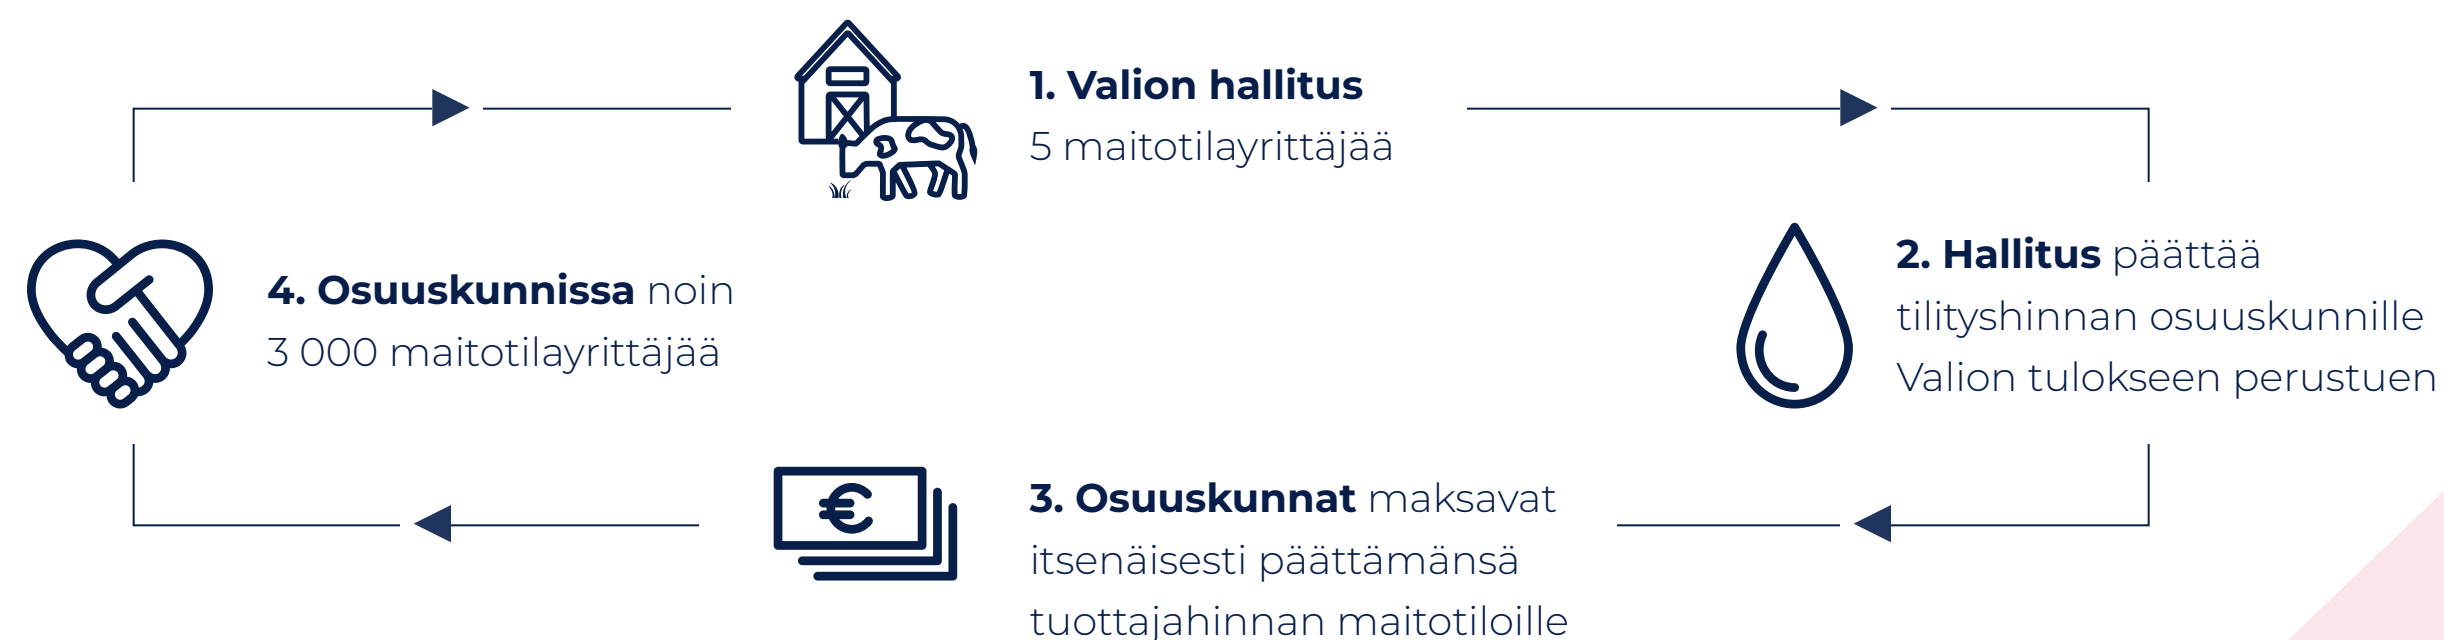 1. Valion hallitus
5 maitotilayrittäjää
2. Hallitus päättää
tilityshinnan osuuskunnille
Valion tulokseen perustuen
3. Osuuskunnat maksavat
itsenäisesti päättämänsä
tuottajahinnan maitotiloille
4. Osuuskunnissa noin
3 000 maitotilayrittäjää